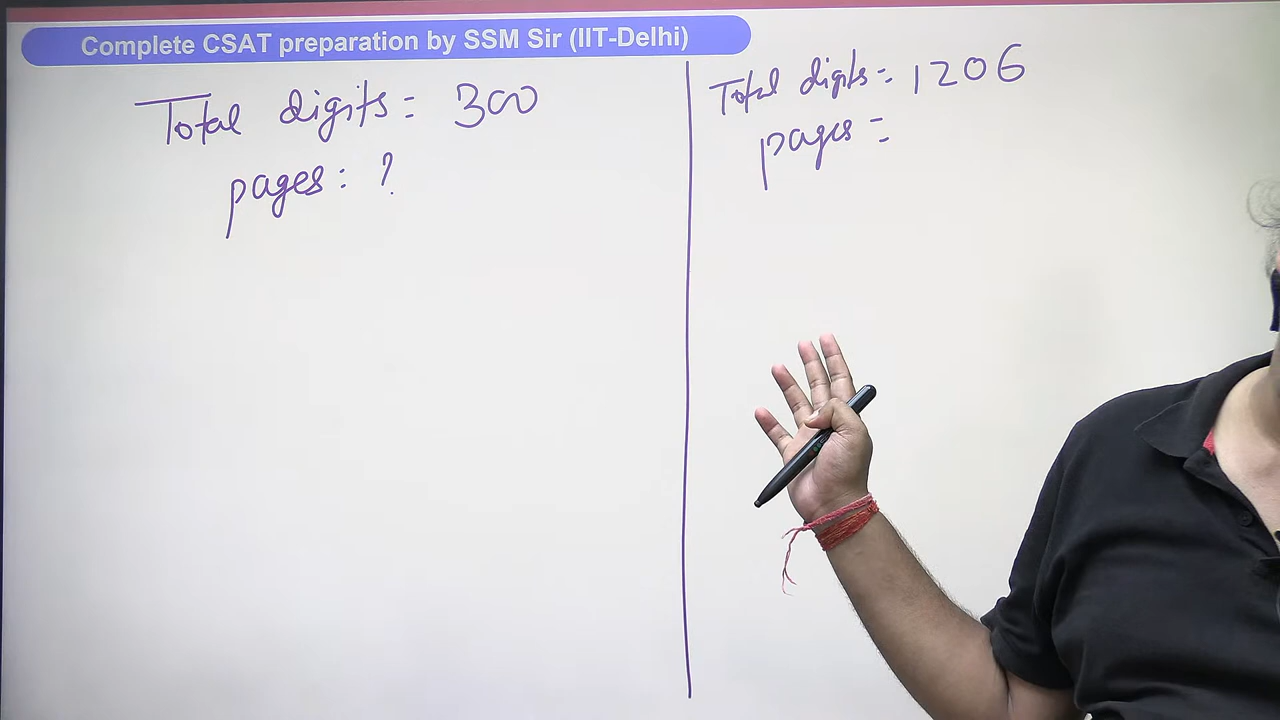 Complete CSAT preparation by SSM Sir (IIT-Delhi)
Total digits = 300
pages : ?
Total digits = 1206
pages =